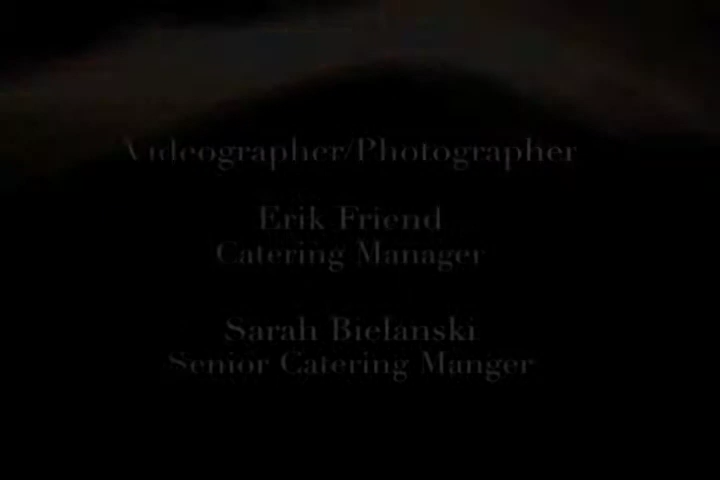 Videographer/Photographer
Erik Friend
Catering Manager
Sarah Bielanski
Senior Catering Manger